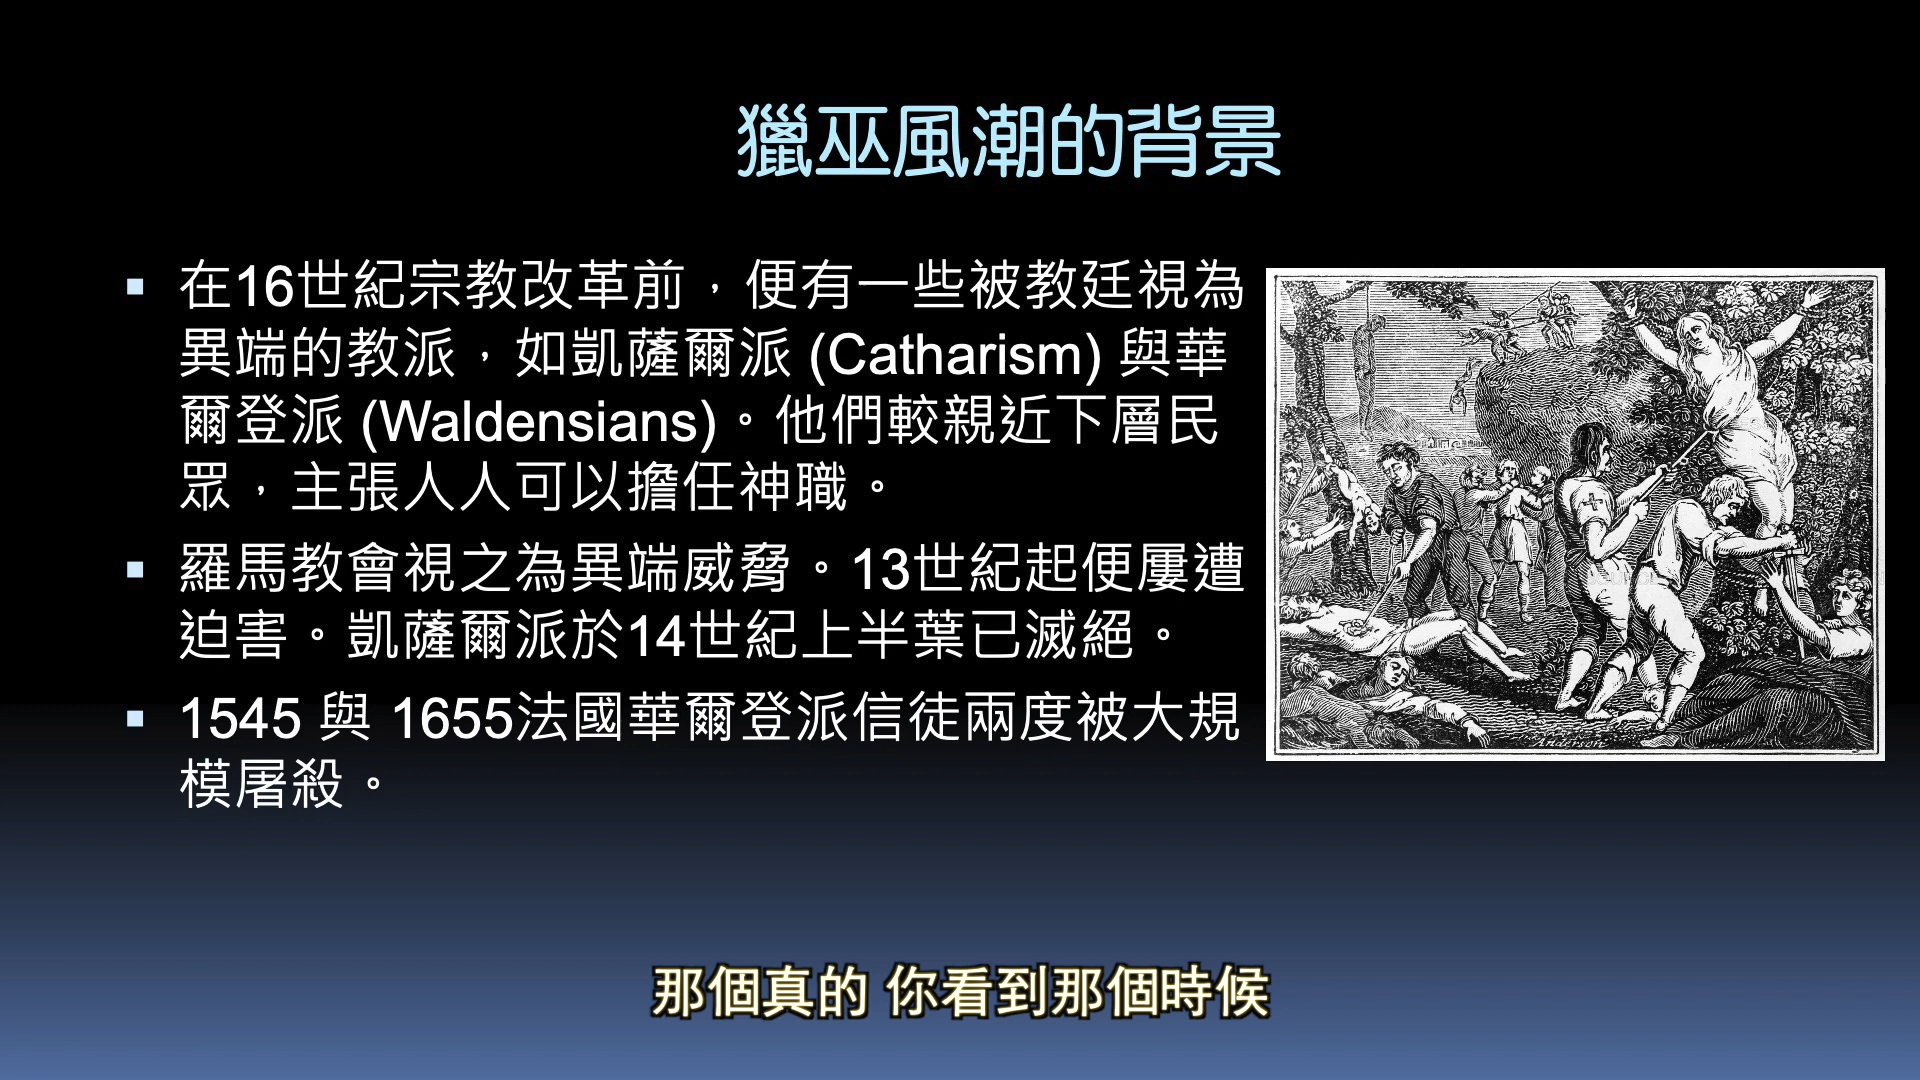 獵巫風潮的背景
在16世紀宗教改革前，便有一些被教廷視為
異端的教派，如凱薩爾派 (Catharism) 與華
爾登派 (Waldensians)。他們較親近下層民
眾，主張人人可以擔任神職。
羅馬教會視之為異端威脅。13世紀起便屢遭
迫害。凱薩爾派於14世紀上半葉已滅絕。
1545 與 1655法國華爾登派信徒兩度被大規
模屠殺。
Anderson
那個真的 你看到那個時候